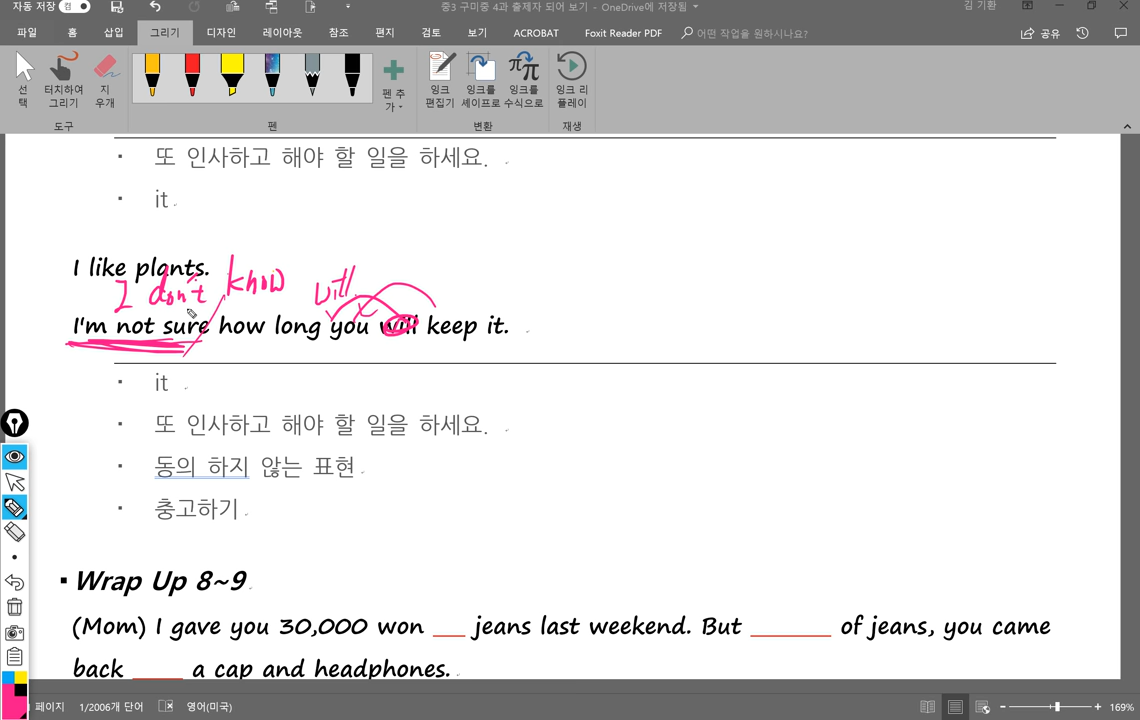 자동 저장 켬 중3 구미중 4과 출제자 되어 보기 - OneDrive에 저장됨 김 기환
파일 홈 삽입 그리기 디자인 레이아웃 참조 편지 검토 보기 ACROBAT Foxit Reader PDF 어떤 작업을 원하시나요? 공유
선택 터치하여 그리기 지우개 펜 추가 잉크 편집기 잉크를 셰이프로 잉크를 수식으로 잉크 리플레이
도구 펜 변환 재생
· 또 인사하고 해야 할 일을 하세요.
· it
I like plants.
I don't know will
I'm not sure how long you will keep it.
· it
· 또 인사하고 해야 할 일을 하세요.
· 동의 하지 않는 표현
· 충고하기
▪ Wrap Up 8~9
(Mom) I gave you 30,000 won ___ jeans last weekend. But ________ of jeans, you came
back _____ a cap and headphones.
페이지 1/2006개 단어 영어(미국) 169%